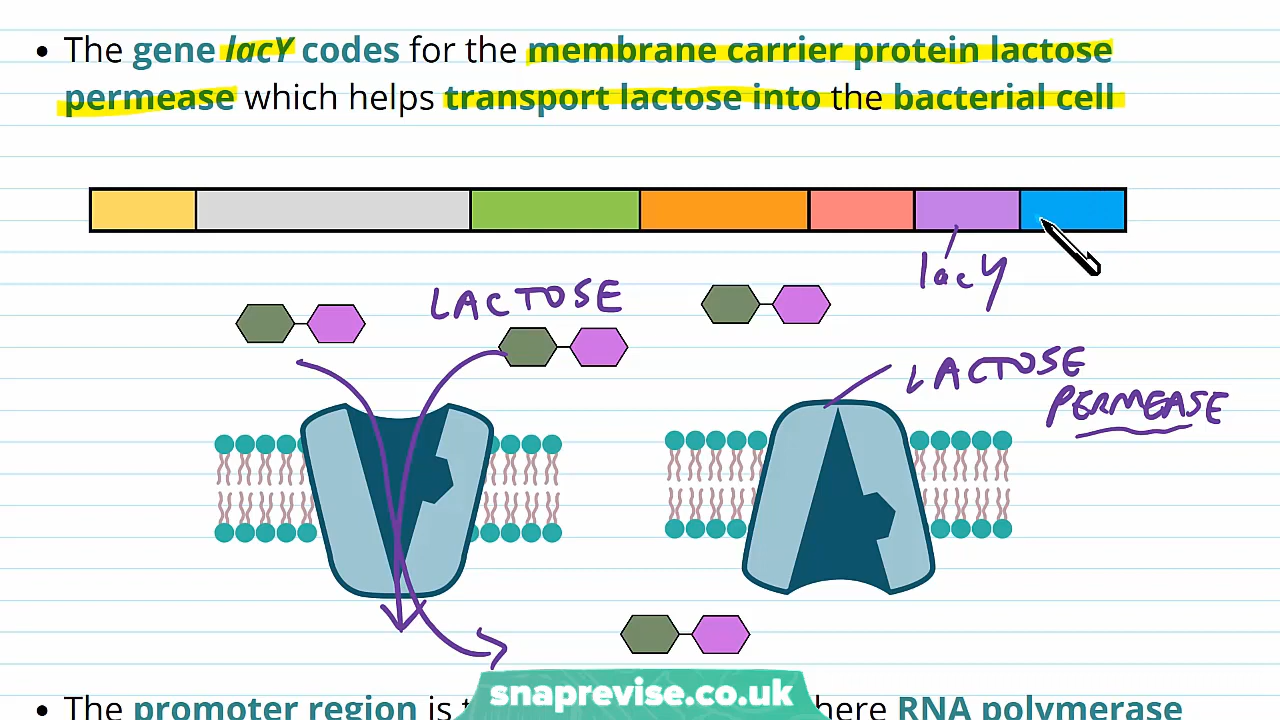 • The gene lacY codes for the membrane carrier protein lactose
permease which helps transport lactose into the bacterial cell
lacY
LACTOSE
LACTOSE
PERMEASE
• The promoter region is here RNA polymerase
snaprevise.co.uk